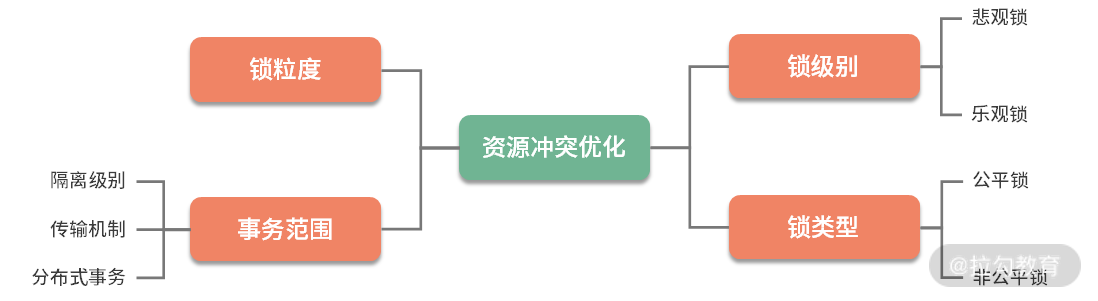 锁粒度
事务范围
隔离级别
传输机制
分布式事务
资源冲突优化
锁级别
悲观锁
乐观锁
锁类型
公平锁
非公平锁
@拉勾教育